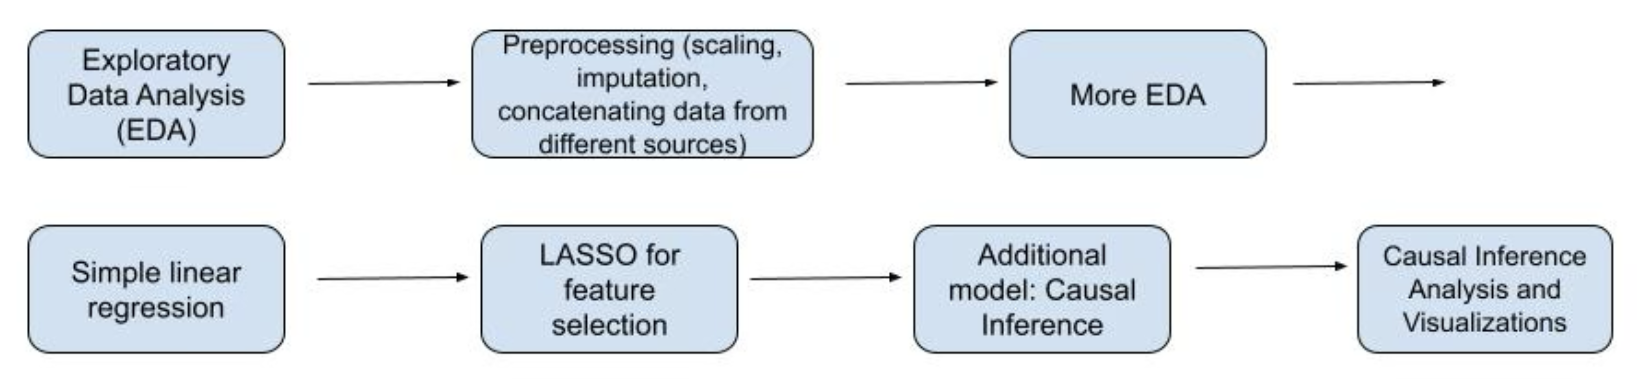 Exploratory
Data Analysis
(EDA)
Preprocessing (scaling,
imputation,
concatenating data from
different sources)
More EDA
Simple linear
regression
LASSO for
feature
selection
Additional
model: Causal
Inference
Causal Inference
Analysis and
Visualizations